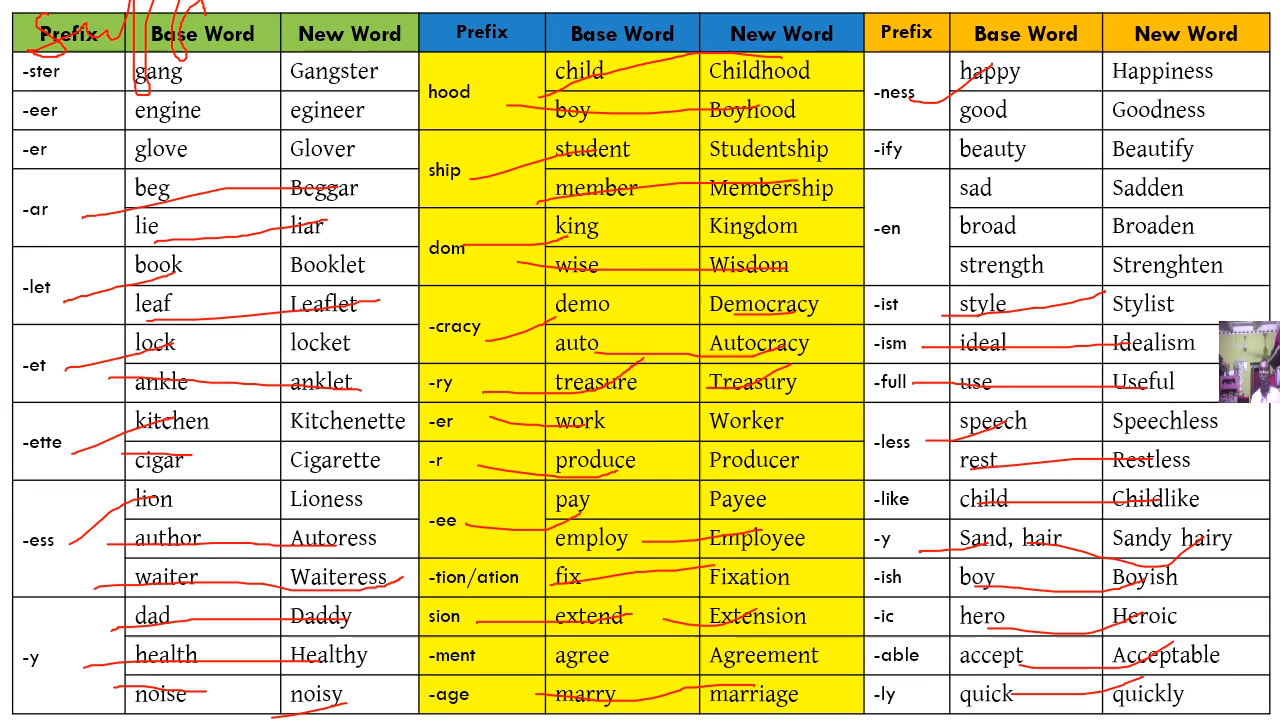 Prefix Base Word New Word Prefix Base Word New Word Prefix Base Word New Word
-ster gang Gangster hood child Childhood -ness happy Happiness
-eer engine egineer boy Boyhood good Goodness
-er glove Glover ship student Studentship -ify beauty Beautify
-ar beg Beggar member Membership -en sad Sadden
lie liar dom king Kingdom broad Broaden
-let book Booklet wise Wisdom strength Strenghten
leaf Leaflet -cracy demo Democracy -ist style Stylist
-et lock locket auto Autocracy -ism ideal Idealism
ankle anklet -ry treasure Treasury -full use Useful
-ette kitchen Kitchenette -er work Worker -less speech Speechless
cigar Cigarette -r produce Producer rest Restless
-ess lion Lioness -ee pay Payee -like child Childlike
author Autoress employ Employee -y Sand, hair Sandy hairy
waiter Waiteress -tion/ation fix Fixation -ish boy Boyish
-y dad Daddy sion extend Extension -ic hero Heroic
health Healthy -ment agree Agreement -able accept Acceptable
noise noisy -age marry marriage -ly quick quickly